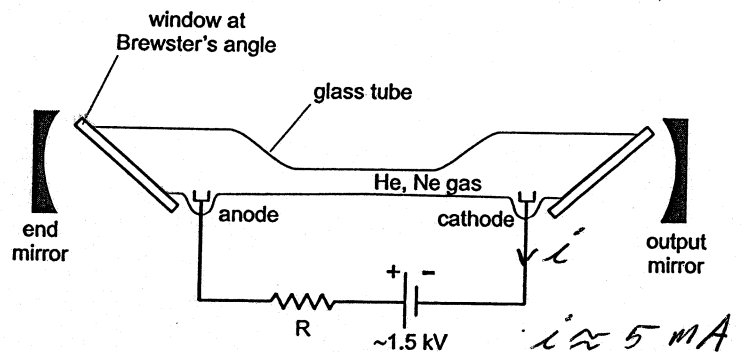 window at
Brewster's angle
glass tube
He, Ne gas
anode
cathode
end
mirror
output
mirror
i
+ -
R
~1.5 kV
i ≈ 5 mA